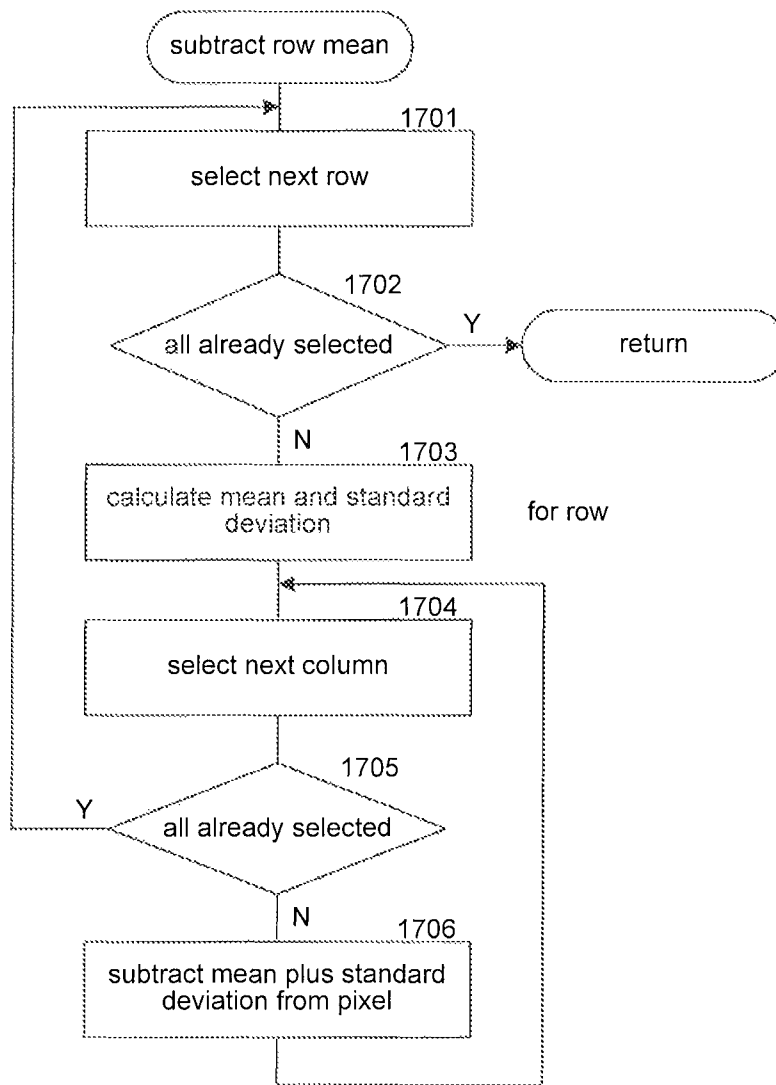 subtract row mean
1701
select next row
1702
all already selected
Y
return
N
1703
calculate mean and standard
deviation
for row
1704
select next column
1705
Y
all already selected
N
1706
subtract mean plus standard
deviation from pixel